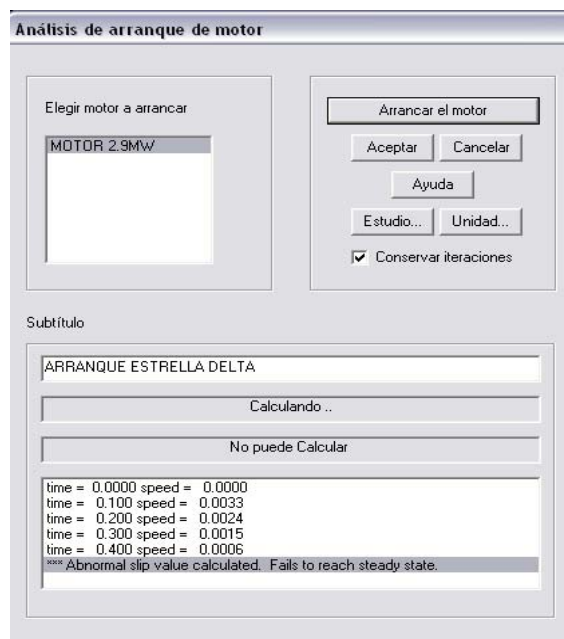 Análisis de arranque de motor
Elegir motor a arrancar
MOTOR 2.9MW
Arrancar el motor
Aceptar
Cancelar
Ayuda
Estudio...
Unidad...
Conservar iteraciones
Subtítulo
ARRANQUE ESTRELLA DELTA
Calculando ..
No puede Calcular
time = 0.0000 speed = 0.0000
time = 0.100 speed = 0.0033
time = 0.200 speed = 0.0024
time = 0.300 speed = 0.0015
time = 0.400 speed = 0.0006
*** Abnormal slip value calculated. Fails to reach steady state.